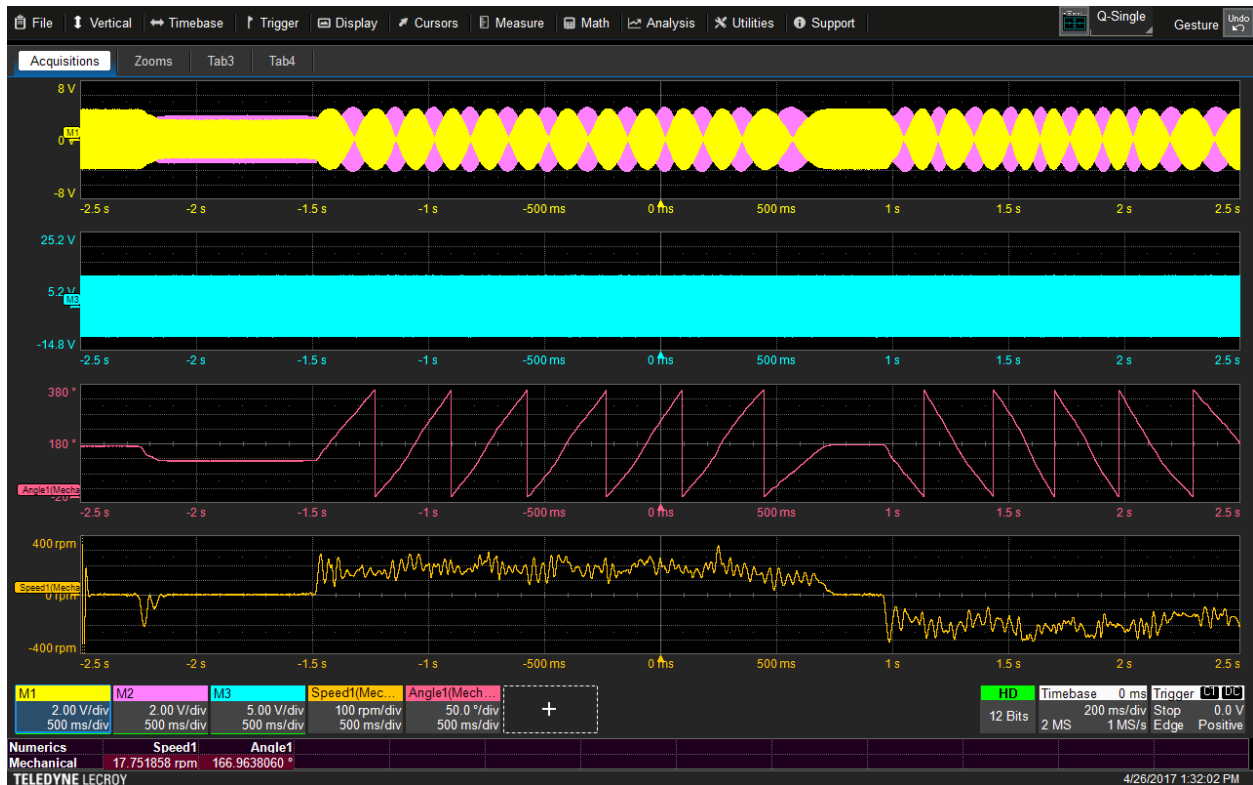 File Vertical Timebase Trigger Display Cursors Measure Math Analysis Utilities Support Q-Single Gesture Undo
Acquisitions Zooms Tab3 Tab4
8 V
M1
0 V
-8 V
-2.5 s -2 s -1.5 s -1 s -500 ms 0 ms 500 ms 1 s 1.5 s 2 s 2.5 s
25.2 V
5.2 V
M3
-14.8 V
-2.5 s -2 s -1.5 s -1 s -500 ms 0 ms 500 ms 1 s 1.5 s 2 s 2.5 s
380 °
180 °
Angle1(Mecha
-20 °
-2.5 s -2 s -1.5 s -1 s -500 ms 0 ms 500 ms 1 s 1.5 s 2 s 2.5 s
400 rpm
Speed1(Mecha
0 rpm
-400 rpm
-2.5 s -2 s -1.5 s -1 s -500 ms 0 ms 500 ms 1 s 1.5 s 2 s 2.5 s
M1 M2 M3 Speed1(Mec... Angle1(Mech... HD Timebase 0 ms Trigger C1 DC
2.00 V/div 2.00 V/div 5.00 V/div 100 rpm/div 50.0 °/div + 12 Bits 200 ms/div Stop 0.0 V
500 ms/div 500 ms/div 500 ms/div 500 ms/div 500 ms/div 2 MS 1 MS/s Edge Positive
Numerics Speed1 Angle1
Mechanical 17.751858 rpm 166.9638060 °
TELEDYNE LECROY 4/26/2017 1:32:02 PM